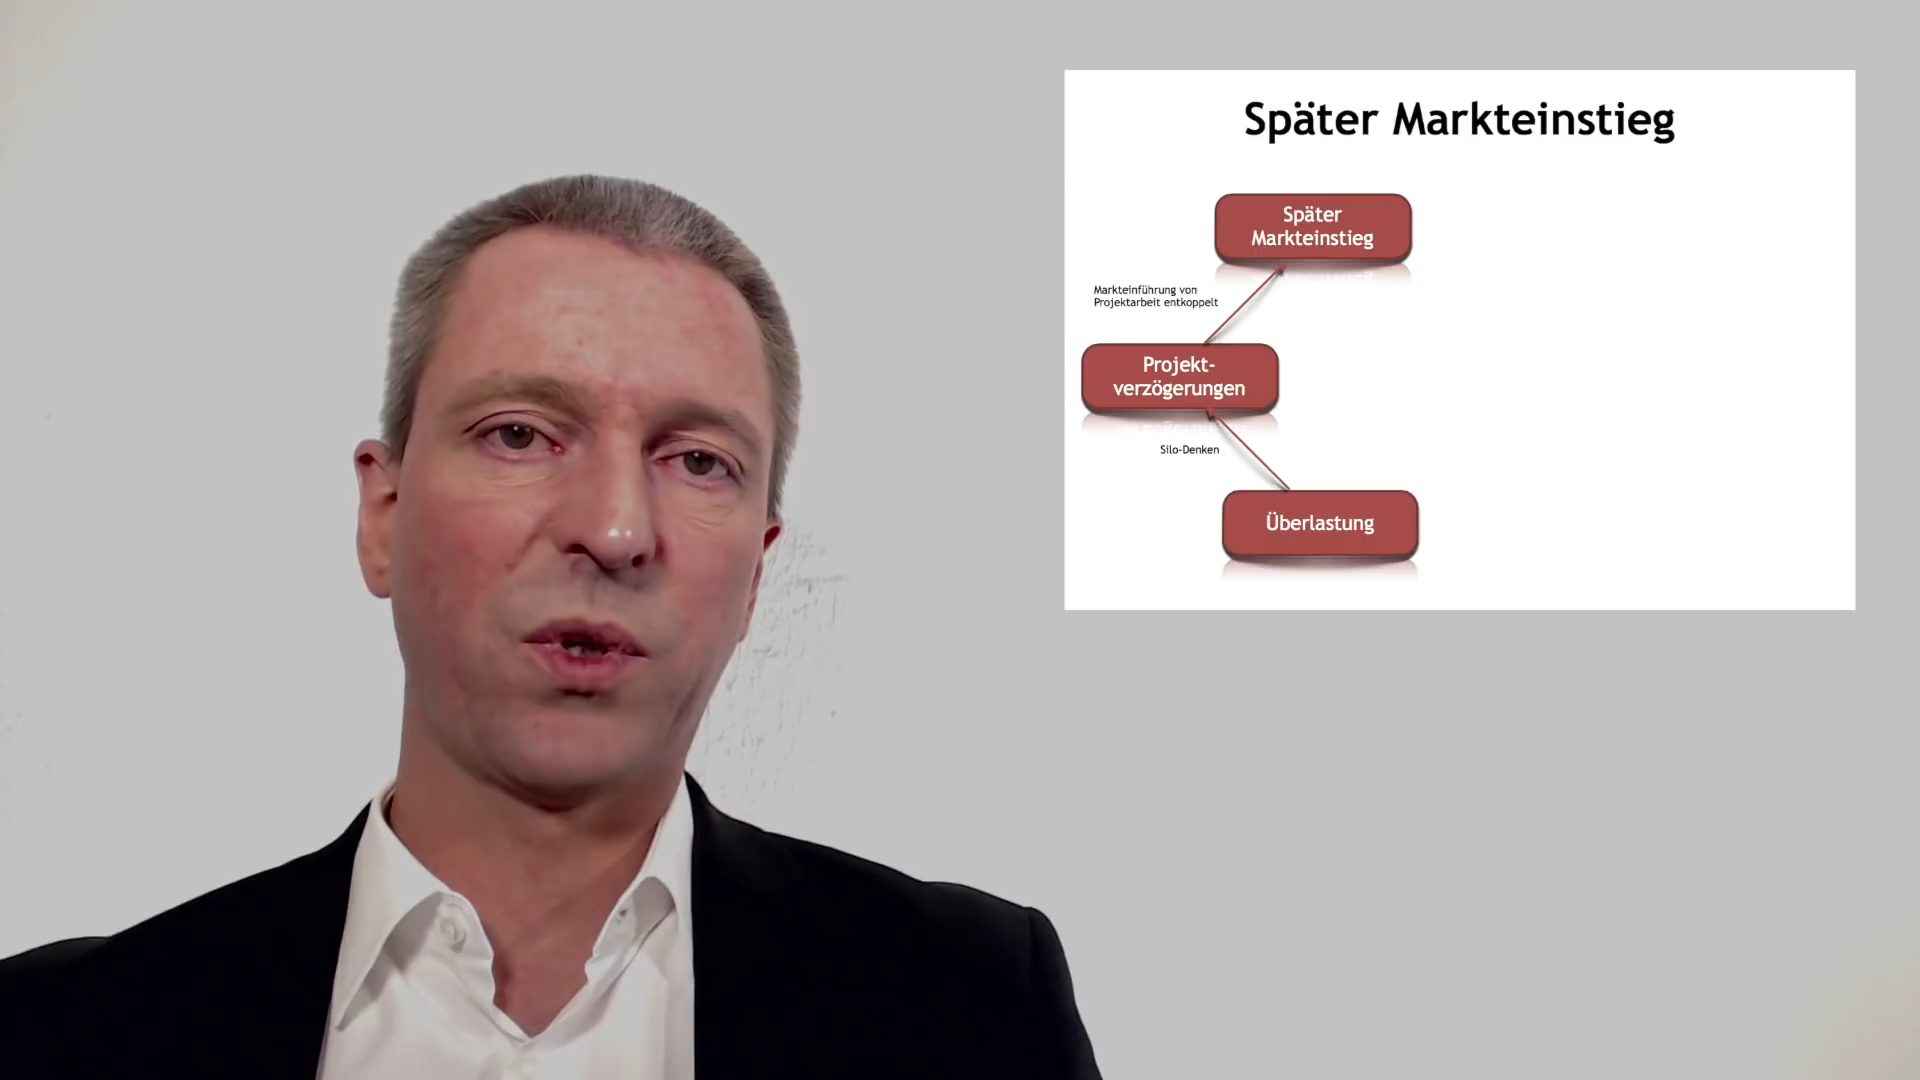 Später Markteinstieg
Später
Markteinstieg
Markteinführung von
Projektarbeit entkoppelt
Projekt-
verzögerungen
Silo-Denken
Überlastung